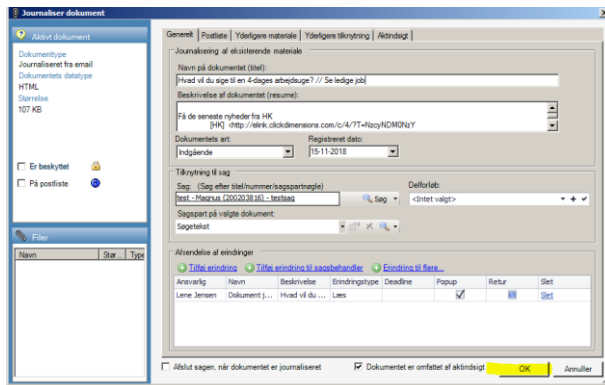 Journaliser dokument
Aktivt dokument
Dokumenttype
Journaliseret fra email
Dokumentets datatype
HTML
Størrelse
107 KB
Er beskyttet
På postliste
Filer
Navn Stør... Type
Generelt Postliste Yderligere materiale Yderligere tilknytning Aktindsigt
Journalisering af eksisterende materiale
Navn på dokumentet (titel):
Hvad vil du sige til en 4-dages arbejdsuge? // Se ledige job
Beskrivelse af dokumentet (resume):
Få de seneste nyheder fra HK
[HK] <http://elink.clickdimensions.com/c/4/?T=NzcyNDM0NzY
Dokumentets art: Registreret dato:
Indgående 15-11-2018
Tilknytning til sag
Sag: (Søg efter titel/nummer/sagspartnøgle) Delforløb:
test - Magnus (200203816) - testsag Søg <Intet valgt>
Sagspart på valgte dokument:
Søgetekst
Afsendelse af erindringer
Tilføj erindring Tilføj erindring til sagsbehandler Erindring til flere...
Ansvarlig Navn Beskrivelse Erindringstype Deadline Popup Retur Slet
Lene Jensen Dokument j... Hvad vil du ... Læs Slet
Afslut sagen, når dokumentet er journaliseret Dokumentet er omfattet af aktindsigt OK Annuller